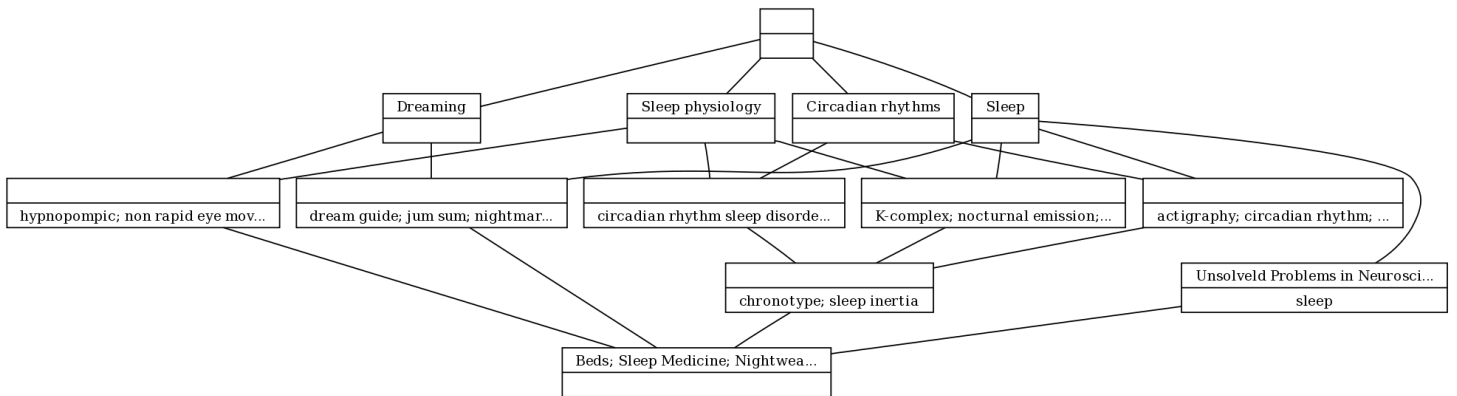 Dreaming
Sleep physiology
Circadian rhythms
Sleep
hypnopompic; non rapid eye mov...
dream guide; jum sum; nightmar...
circadian rhythm sleep disorde...
K-complex; nocturnal emission;...
actigraphy; circadian rhythm; ...
chronotype; sleep inertia
Unsolveld Problems in Neurosci...
sleep
Beds; Sleep Medicine; Nightwea...